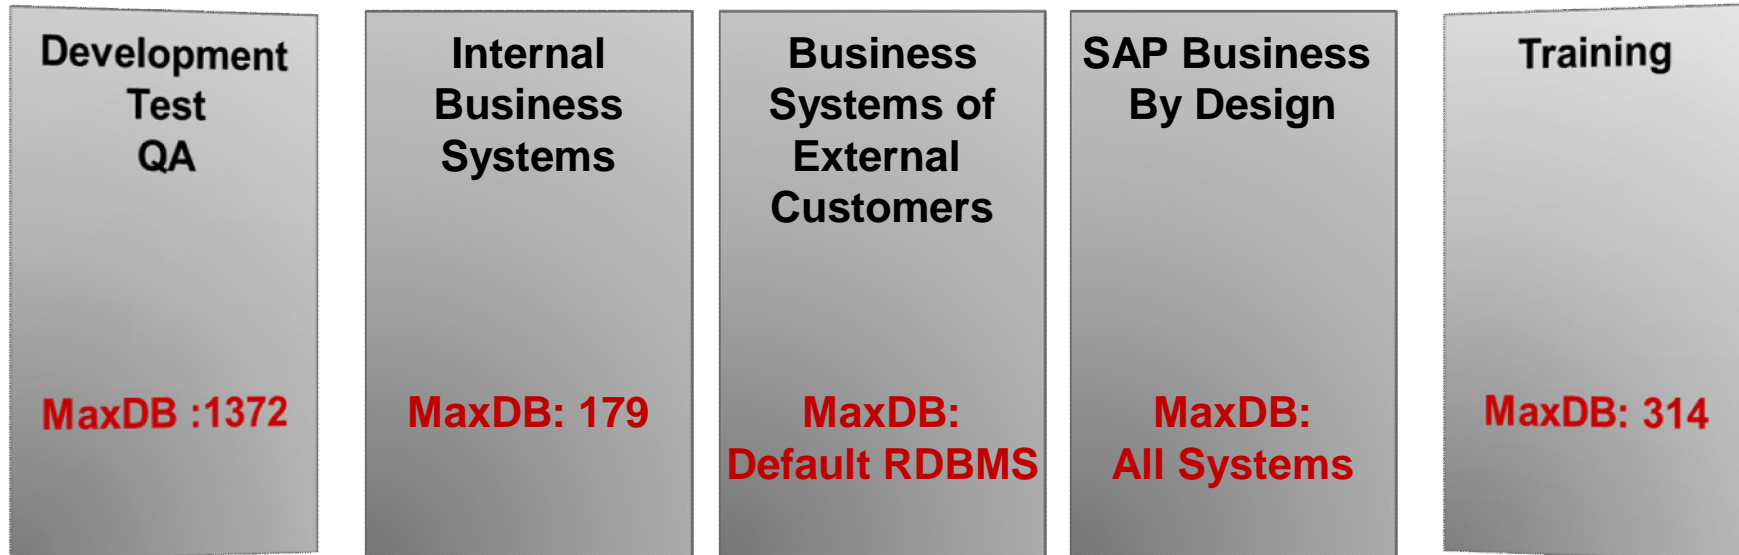 Development
Test
QA
MaxDB :1372
Internal
Business
Systems
MaxDB: 179
Business
Systems of
External
Customers
MaxDB:
Default RDBMS
SAP Business
By Design
MaxDB:
All Systems
Training
MaxDB: 314